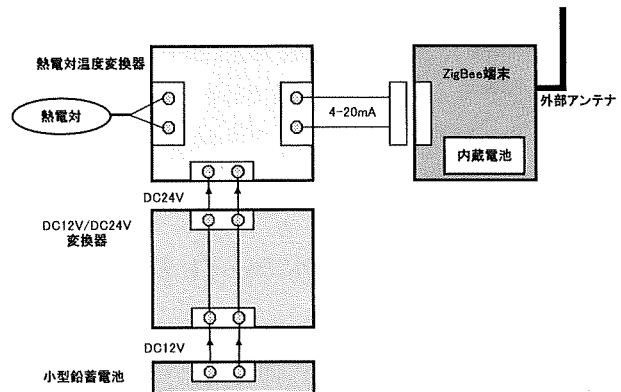 熱電対温度変換器
熱電対
4-20mA
ZigBee端末
外部アンテナ
内蔵電池
DC24V
DC12V/DC24V
変換器
DC12V
小型鉛蓄電池